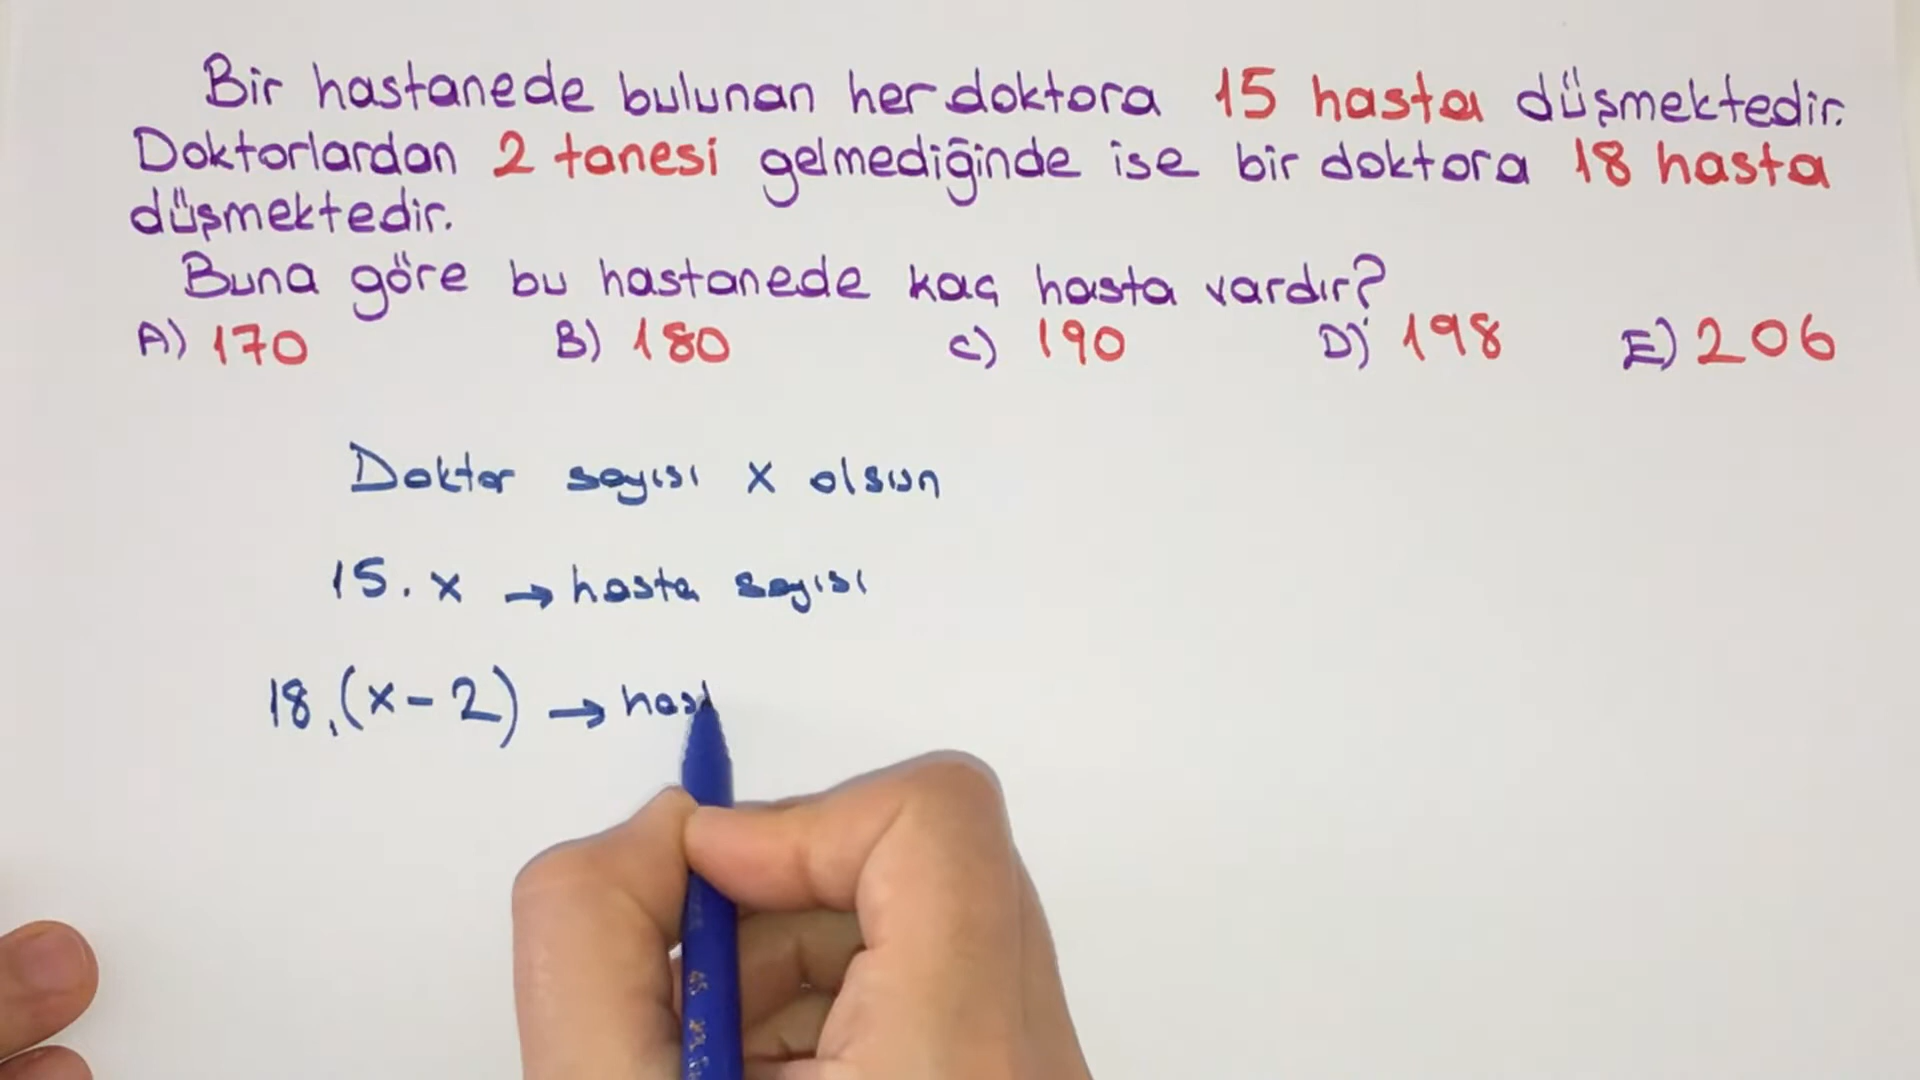 Bir hastanede bulunan her doktora 15 hasta düşmektedir.
Doktorlardan 2 tanesi gelmediğinde ise bir doktora 18 hasta
düşmektedir.
Buna göre bu hastanede kaç hasta vardır?
A) 170 B) 180 C) 190 D) 198 E) 206
Doktor sayısı x olsun
15.x → hasta sayısı
18.(x-2) → hast